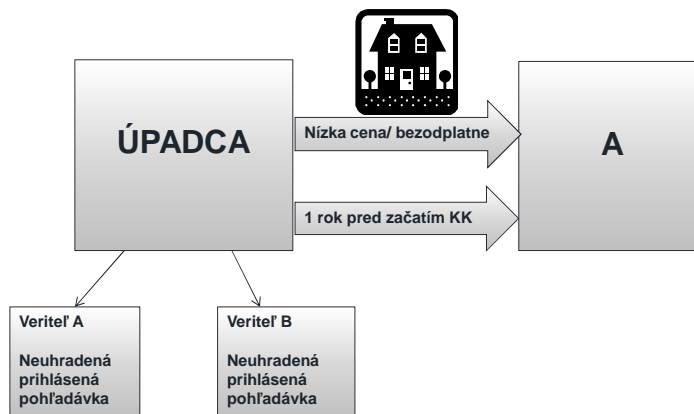 ÚPADCA
Nízka cena/ bezodplatne
1 rok pred začatím KK
A
Veriteľ A
Neuhradená
prihlásená
pohľadávka
Veriteľ B
Neuhradená
prihlásená
pohľadávka